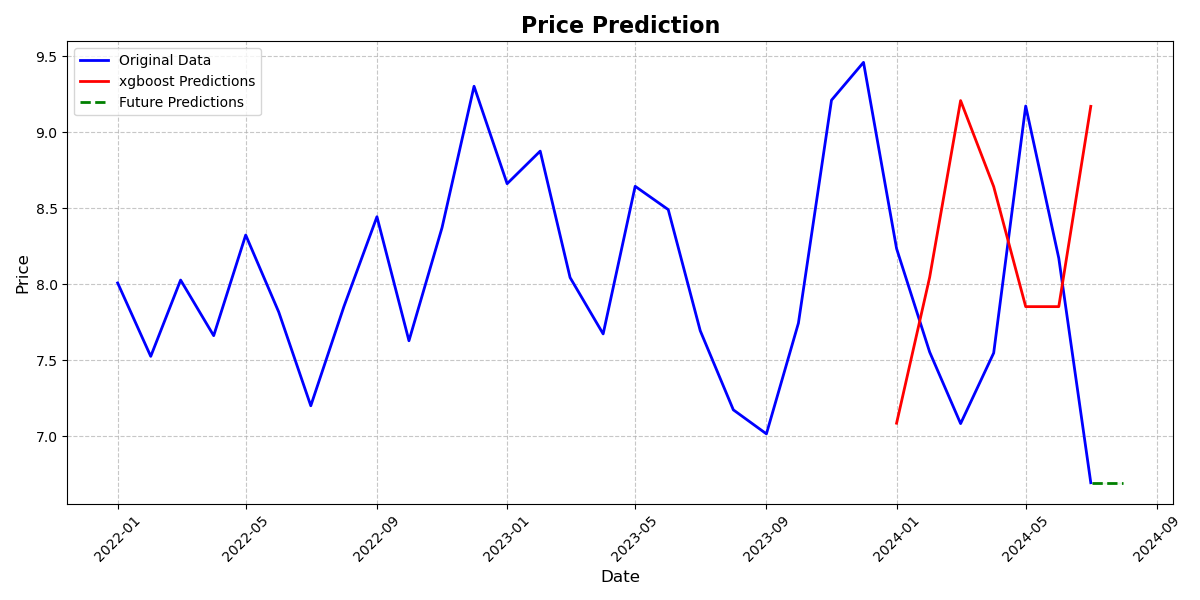 Price Prediction
Original Data
xgboost Predictions
Future Predictions
Price
9.5
9.0
8.5
8.0
7.5
7.0
2022-01
2022-05
2022-09
2023-01
2023-05
2023-09
2024-01
2024-05
2024-09
Date